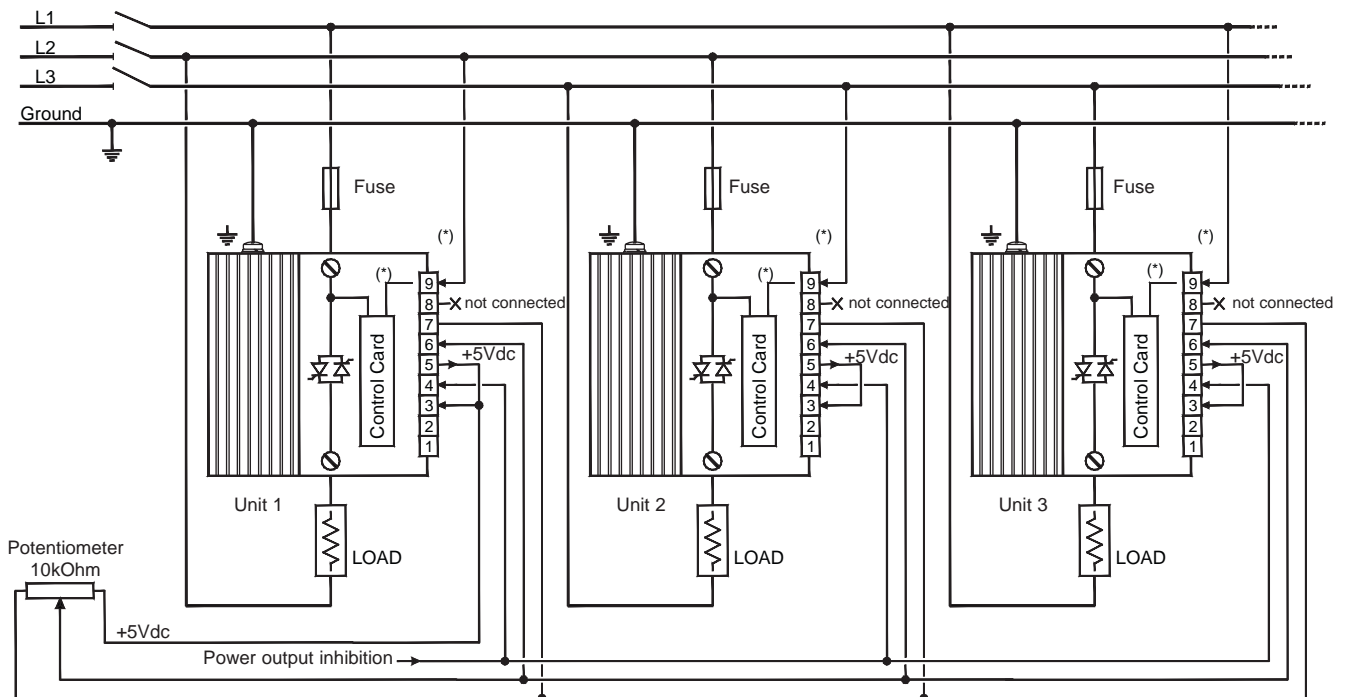 L1
L2
L3
Ground
Fuse
Fuse
Fuse
(*)
(*)
(*)
(*)
(*)
(*)
Control Card
9
8
7
6
5
4
3
2
1
not connected
+5Vdc
Control Card
9
8
7
6
5
4
3
2
1
not connected
+5Vdc
Control Card
9
8
7
6
5
4
3
2
1
not connected
+5Vdc
Unit 1
Unit 2
Unit 3
LOAD
LOAD
LOAD
Potentiometer
10kOhm
+5Vdc
Power output inhibition